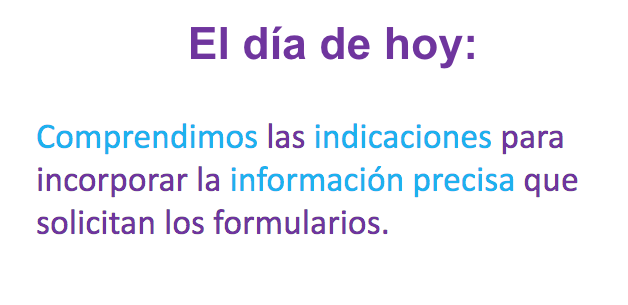 El día de hoy:
Comprendimos las indicaciones para
incorporar la información precisa que
solicitan los formularios.